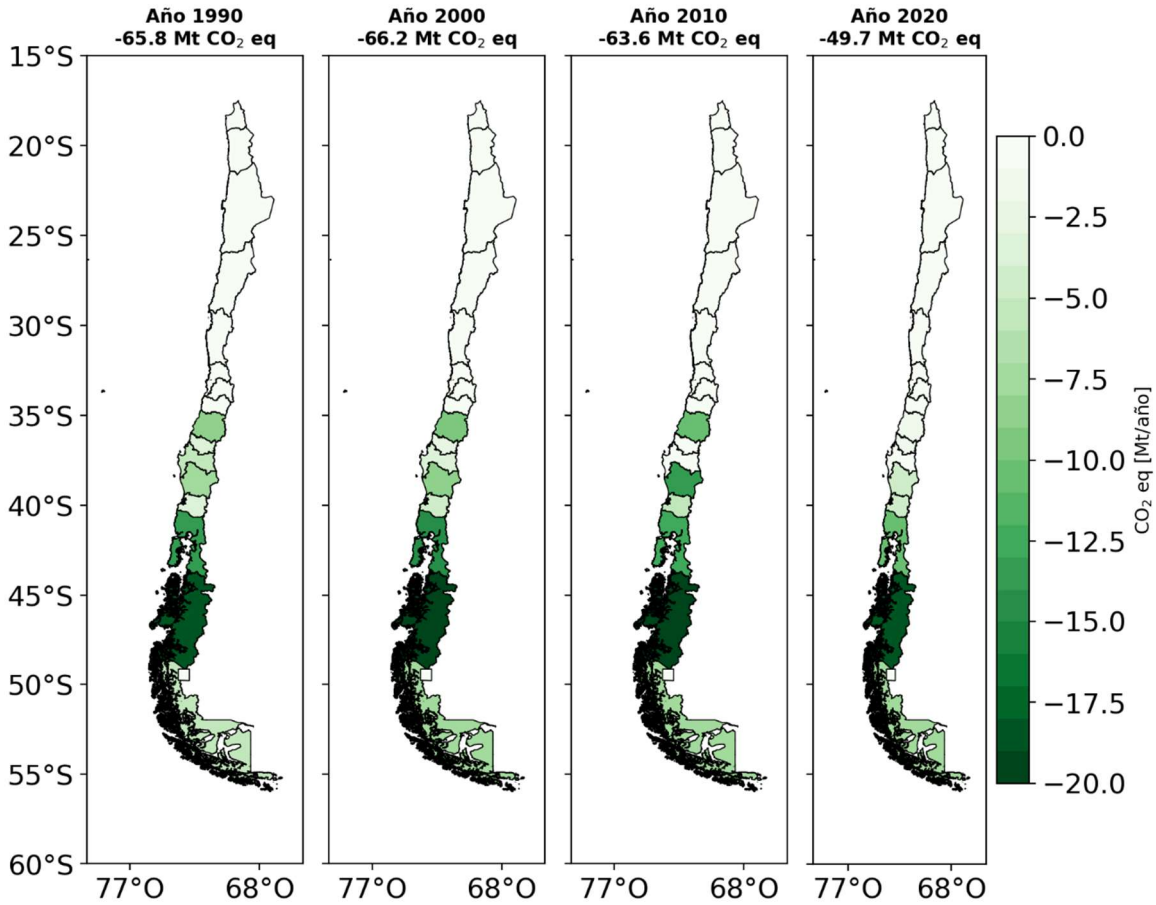 Año 1990
-65.8 Mt CO₂ eq
Año 2000
-66.2 Mt CO₂ eq
Año 2010
-63.6 Mt CO₂ eq
Año 2020
-49.7 Mt CO₂ eq
15°S
20°S
25°S
30°S
35°S
40°S
45°S
50°S
55°S
60°S
77°O 68°O
77°O 68°O
77°O 68°O
77°O 68°O
0.0
−2.5
−5.0
−7.5
−10.0
−12.5
−15.0
−17.5
−20.0
CO₂ eq [Mt/año]